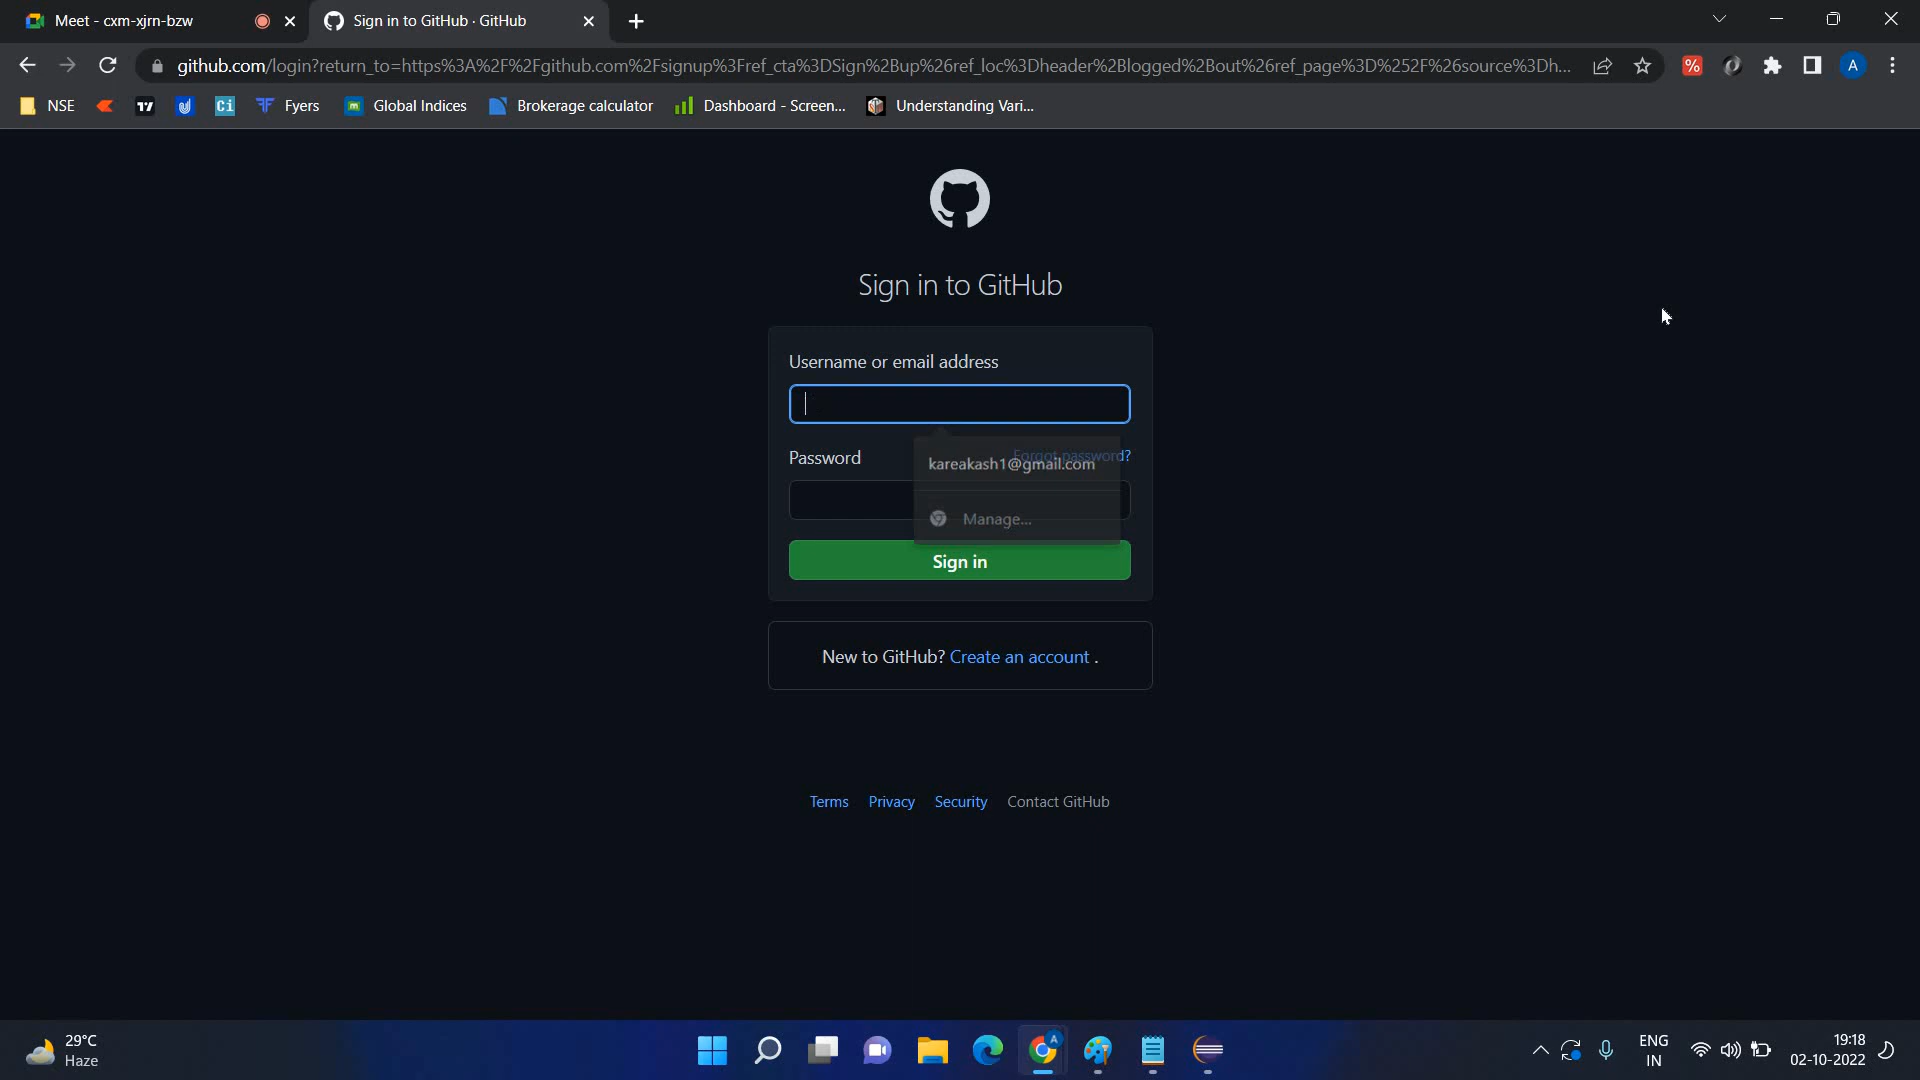 Meet - cxm-xjrn-bzw
Sign in to GitHub · GitHub
github.com/login?return_to=https%3A%2F%2Fgithub.com%2Fsignup%3Fref_cta%3DSign%2Bup%26ref_loc%3Dheader%2Blogged%2Bout%26ref_page%3D%252F%26source%3Dh...
%
A
NSE
Ci
Fyers
Global Indices
Brokerage calculator
Dashboard - Screen...
Understanding Vari...
Sign in to GitHub
Username or email address
Password
Forgot password?
kareakash1@gmail.com
Manage...
Sign in
New to GitHub? Create an account .
Terms Privacy Security Contact GitHub
29°C
Haze
A
ENG
IN
19:18
02-10-2022